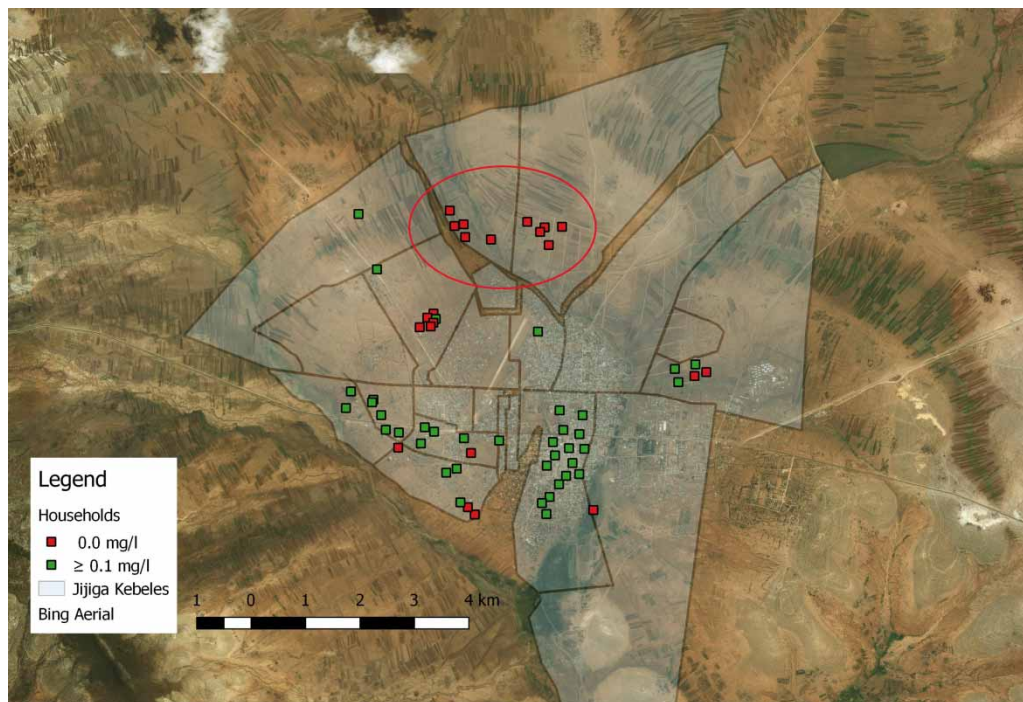 Legend
Households
0.0 mg/l
≥ 0.1 mg/l
Jijiga Kebeles
Bing Aerial
1 0 1 2 3 4 km